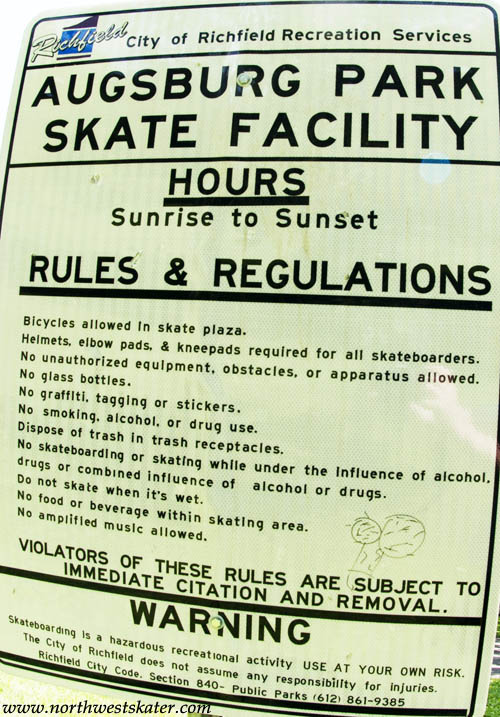 Richfield City of Richfield Recreation Services
AUGSBURG PARK
SKATE FACILITY
HOURS
Sunrise to Sunset
RULES & REGULATIONS
Bicycles allowed in skate plaza.
Helmets, elbow pads, & kneepads required for all skateboarders.
No unauthorized equipment, obstacles, or apparatus allowed.
No glass bottles.
No graffiti, tagging or stickers.
No smoking, alcohol, or drug use.
Dispose of trash in trash receptacles.
No skateboarding or skating while under the influence of alcohol,
drugs or combined influence of alcohol or drugs.
Do not skate when it's wet.
No food or beverage within skating area.
No amplified music allowed.
VIOLATORS OF THESE RULES ARE SUBJECT TO
IMMEDIATE CITATION AND REMOVAL.
WARNING
Skateboarding is a hazardous recreational activity USE AT YOUR OWN RISK.
The City of Richfield does not assume any responsibility for injuries.
Richfield City Code. Section 840- Public Parks (612) 861-9385
www.northwestskater.com